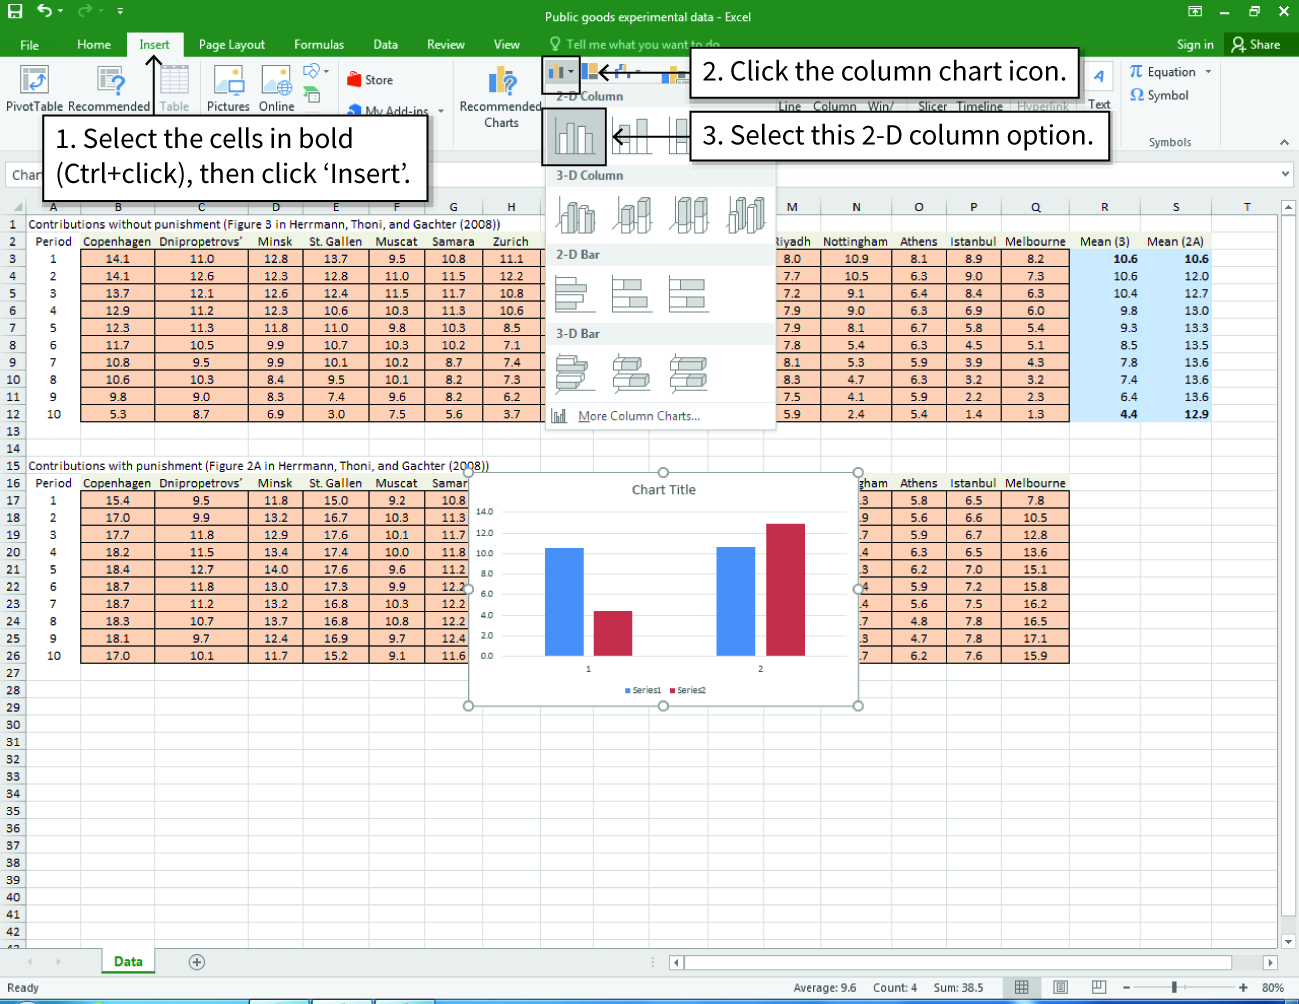 Public goods experimental data - Excel
File Home Insert Page Layout Formulas Data Review View Tell me what you want to do Sign in Share
PivotTable Recommended Table Pictures Online Store My Add-ins Recommended Charts
Line Column Win/ Slicer Timeline Hyperlink Text Equation Symbol
Symbols
1. Select the cells in bold
(Ctrl+click), then click ‘Insert’.
2. Click the column chart icon.
3. Select this 2-D column option.
2-D Column
3-D Column
2-D Bar
3-D Bar
More Column Charts...
Char
A B C D E F G H M N O P Q R S T
1 Contributions without punishment (Figure 3 in Herrmann, Thoni, and Gachter (2008))
2 Period Copenhagen Dnipropetrovs’ Minsk St. Gallen Muscat Samara Zurich Riyadh Nottingham Athens Istanbul Melbourne Mean (3) Mean (2A)
3 1 14.1 11.0 12.8 13.7 9.5 10.8 11.1 8.0 10.9 8.1 8.9 8.2 10.6 10.6
4 2 14.1 12.6 12.3 12.8 11.0 11.5 12.2 7.7 10.5 6.3 9.0 7.3 10.6 12.0
5 3 13.7 12.1 12.6 12.4 11.5 11.7 10.8 7.2 9.1 6.4 8.4 6.3 10.4 12.7
6 4 12.9 11.2 12.3 10.6 10.3 11.3 10.6 7.9 9.0 6.3 6.9 6.0 9.8 13.0
7 5 12.3 11.3 11.8 11.0 9.8 10.3 8.5 7.9 8.1 6.7 5.8 5.4 9.3 13.3
8 6 11.7 10.5 9.9 10.7 10.3 10.2 7.1 7.8 5.4 6.3 4.5 5.1 8.5 13.5
9 7 10.8 9.5 9.9 10.1 10.2 8.7 7.4 8.1 5.3 5.9 3.9 4.3 7.8 13.6
10 8 10.6 10.3 8.4 9.5 10.1 8.2 7.3 8.3 4.7 6.3 3.2 3.2 7.4 13.6
11 9 9.8 9.0 8.3 7.4 9.6 8.2 6.2 7.5 4.1 5.9 2.2 2.3 6.4 13.6
12 10 5.3 8.7 6.9 3.0 7.5 5.6 3.7 5.9 2.4 5.4 1.4 1.3 4.4 12.9
13
14
15 Contributions with punishment (Figure 2A in Herrmann, Thoni, and Gachter (2008))
16 Period Copenhagen Dnipropetrovs’ Minsk St. Gallen Muscat Samar gham Athens Istanbul Melbourne
17 1 15.4 9.5 11.8 15.0 9.2 10.8 .3 5.8 6.5 7.8
18 2 17.0 9.9 13.2 16.7 10.3 11.3 .9 5.6 6.6 10.5
19 3 17.7 11.8 12.9 17.6 10.1 11.7 .7 5.9 6.7 12.8
20 4 18.2 11.5 13.4 17.4 10.0 11.8 .4 6.3 6.5 13.6
21 5 18.4 12.7 14.0 17.6 9.6 11.2 .3 6.2 7.0 15.1
22 6 18.7 11.8 13.0 17.3 9.9 12.2 .4 5.9 7.2 15.8
23 7 18.7 11.2 13.2 16.8 10.3 12.2 .4 5.6 7.5 16.2
24 8 18.3 10.7 13.7 16.8 10.8 12.2 .7 4.8 7.8 16.5
25 9 18.1 9.7 12.4 16.9 9.7 12.4 .3 4.7 7.8 17.1
26 10 17.0 10.1 11.7 15.2 9.1 11.6 .7 6.2 7.6 15.9
27
28
29
30
31
32
33
34
35
36
37
38
39
40
41
42
Chart Title
14.0
12.0
10.0
8.0
6.0
4.0
2.0
0.0
1 2
Series1 Series2
Data
Ready Average: 9.6 Count: 4 Sum: 38.5 80%